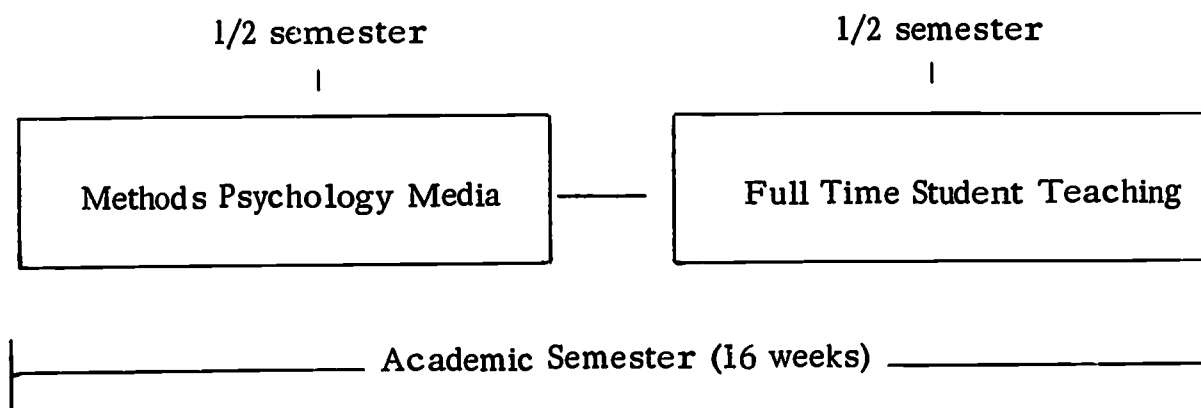 1/2 semester 1/2 semester
Methods Psychology Media Full Time Student Teaching
Academic Semester (16 weeks)